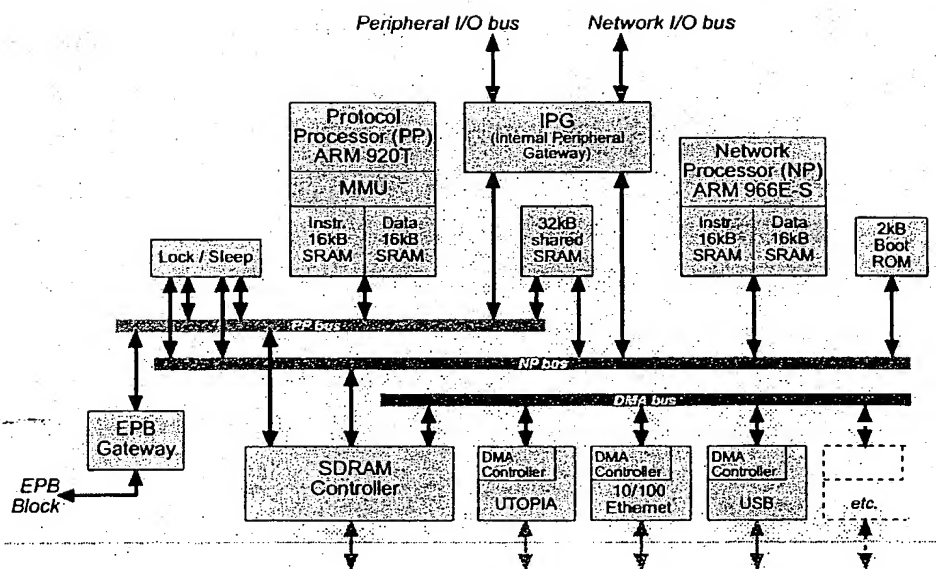 Peripheral I/O bus
Network I/O bus
Protocol
Processor (PP)
ARM 920T
MMU
Instr.
16kB
SRAM
Data
16kB
SRAM
IPG
(Internal Peripheral
Gateway)
Network
Processor (NP)
ARM 966E-S
Instr.
16kB
SRAM
Data
16kB
SRAM
32kB
shared
SRAM
2kB
Boot
ROM
Lock / Sleep
PP bus
NP bus
DMA bus
EPB
Gateway
EPB
Block
SDRAM
Controller
DMA
Controller
UTOPIA
DMA
Controller
10/100
Ethernet
DMA
Controller
USB
etc.